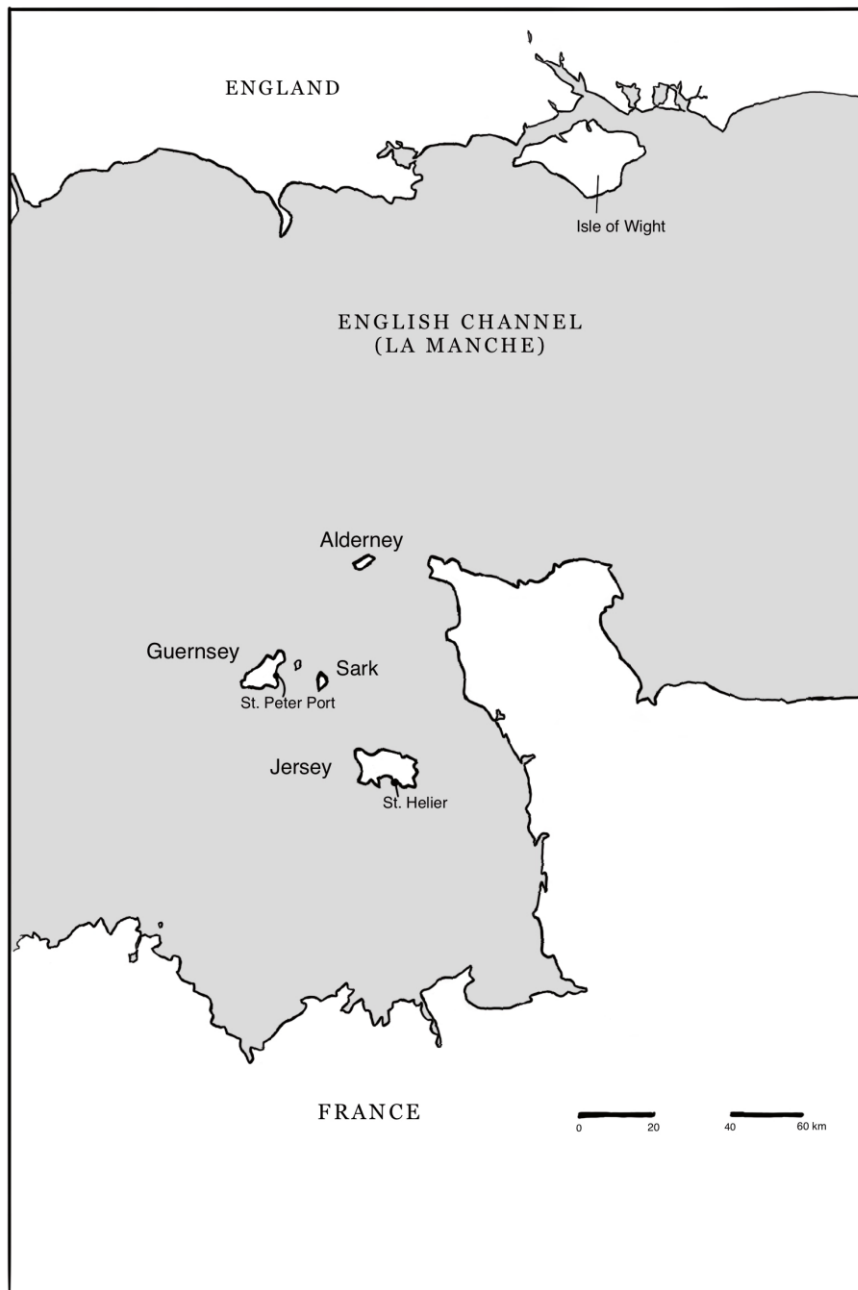 ENGLAND
Isle of Wight
ENGLISH CHANNEL
(LA MANCHE)
Alderney
Guernsey
Sark
St. Peter Port
Jersey
St. Helier
FRANCE
0 20 40 60 km